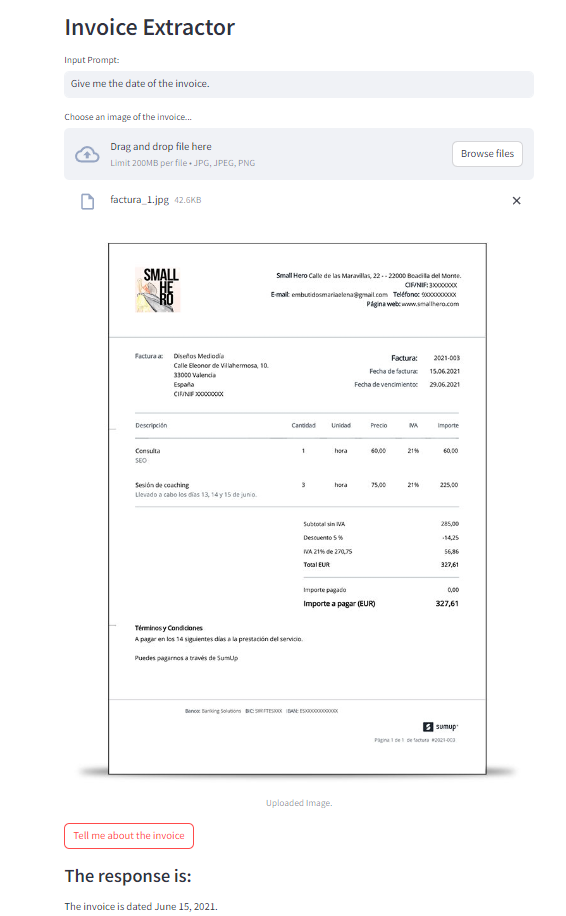 Invoice Extractor
Input Prompt:
Give me the date of the invoice.
Choose an image of the invoice...
Drag and drop file here
Limit 200MB per file • JPG, JPEG, PNG
Browse files
factura_1.jpg 42.6KB
SMALL
HE
RO
Small Hero Calle de las Maravillas, 22 - - 22000 Boadilla del Monte.
CIF/NIF: 3XXXXXXX
E-mail: embutidosmariaelena@gmail.com Teléfono: 9XXXXXXXXX
Página web: www.smallhero.com
Factura a: Diseños Mediodía
Calle Eleonor de Villahermosa, 10.
33000 Valencia
España
CIF/NIF XXXXXXXX
Factura: 2021-003
Fecha de factura: 15.06.2021
Fecha de vencimiento: 29.06.2021
Descripción Cantidad Unidad Precio IVA Importe
Consulta 1 hora 60,00 21% 60,00
SEO
Sesión de coaching 3 hora 75,00 21% 225,00
Llevado a cabo los días 13, 14 y 15 de junio.
Subtotal sin IVA 285,00
Descuento 5 % -14,25
IVA 21% de 270,75 56,86
Total EUR 327,61
Importe pagado 0,00
Importe a pagar (EUR) 327,61
Términos y Condiciones
A pagar en los 14 siguientes días a la prestación del servicio.
Puedes pagarnos a través de SumUp
Banco: Banking Solutions BIC: SWIFTESXXX IBAN: ESXXXXXXXXXXXX
sumup
Página 1 de 1 de factura #2021-003
Uploaded Image.
Tell me about the invoice
The response is:
The invoice is dated June 15, 2021.